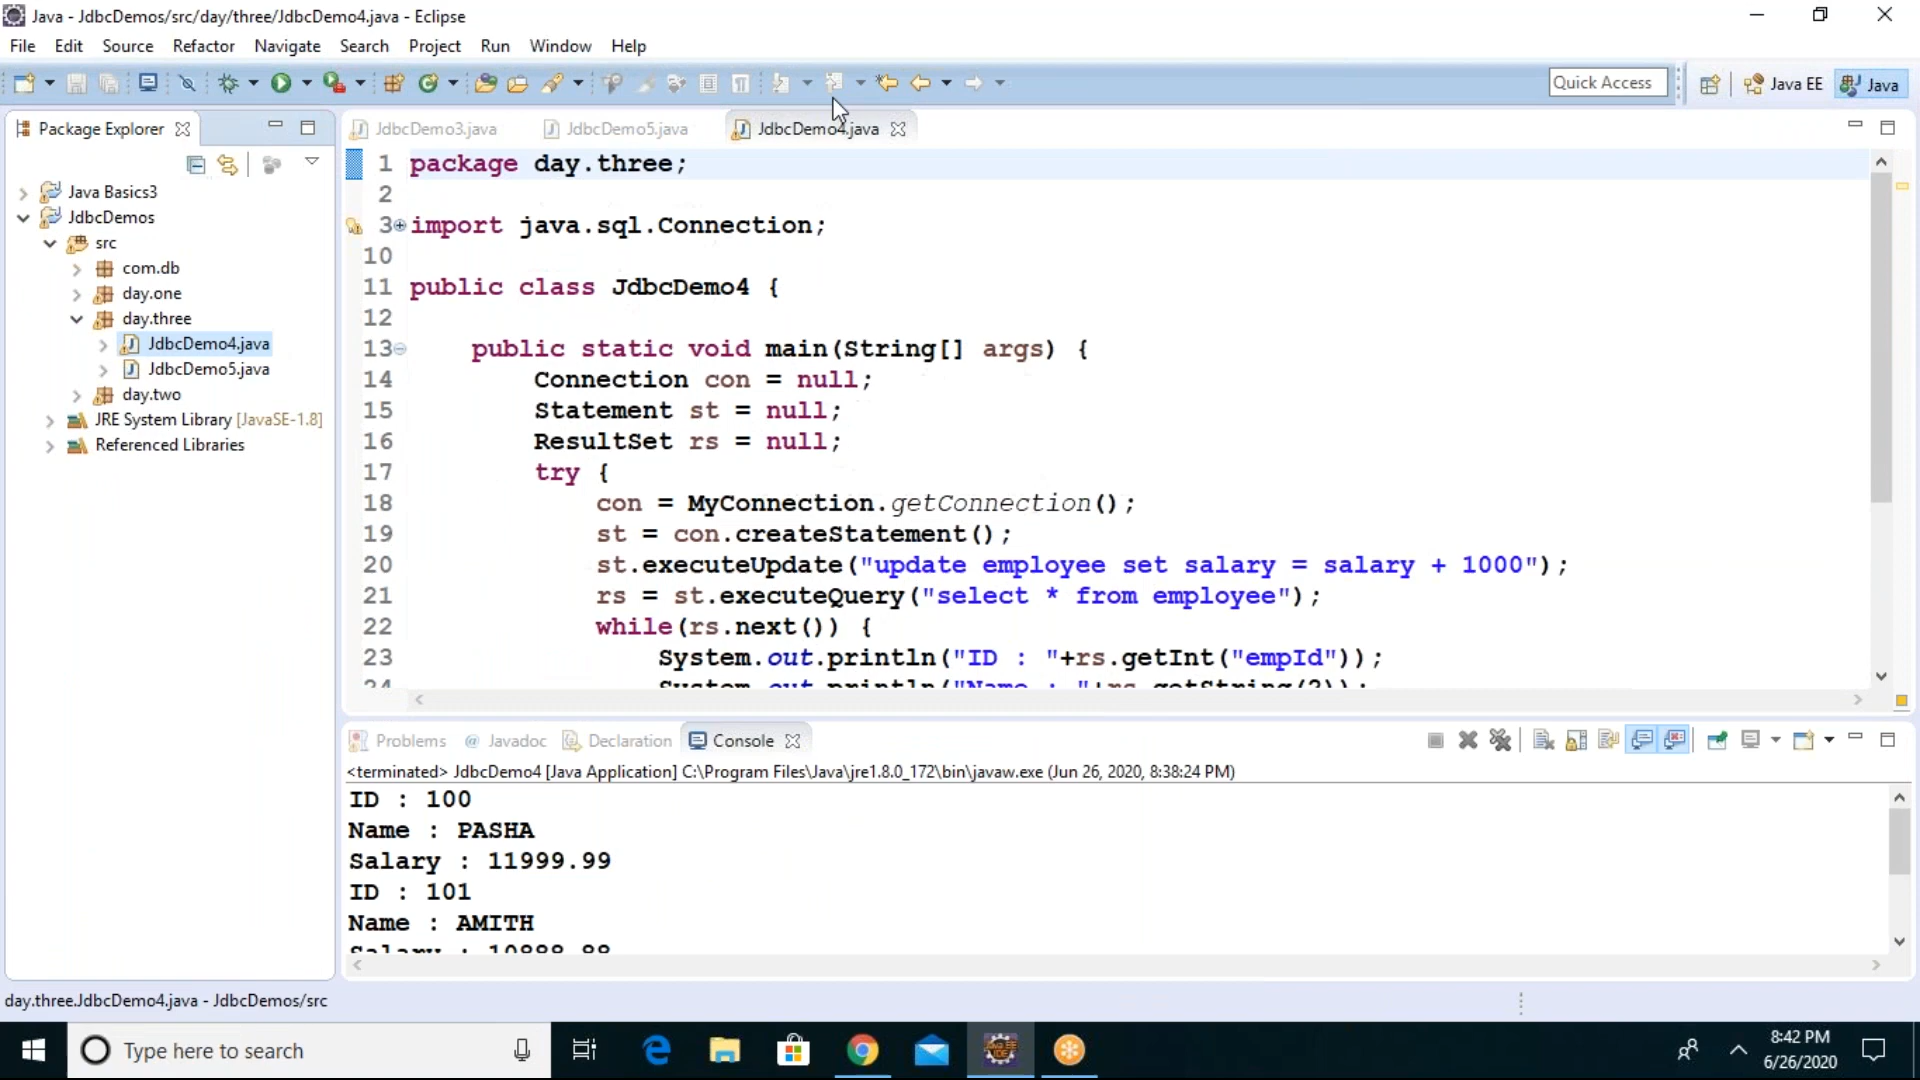 Java - JdbcDemos/src/day/three/JdbcDemo4.java - Eclipse
File Edit Source Refactor Navigate Search Project Run Window Help
Quick Access Java EE Java
Package Explorer
Java Basics3
JdbcDemos
src
com.db
day.one
day.three
JdbcDemo4.java
JdbcDemo5.java
day.two
JRE System Library [JavaSE-1.8]
Referenced Libraries
JdbcDemo3.java JdbcDemo5.java JdbcDemo4.java
1 package day.three;
2
3 import java.sql.Connection;
10
11 public class JdbcDemo4 {
12
13 public static void main(String[] args) {
14 Connection con = null;
15 Statement st = null;
16 ResultSet rs = null;
17 try {
18 con = MyConnection.getConnection();
19 st = con.createStatement();
20 st.executeUpdate("update employee set salary = salary + 1000");
21 rs = st.executeQuery("select * from employee");
22 while(rs.next()) {
23 System.out.println("ID : "+rs.getInt("empId"));
24 System.out.println("Name : "+rs.getString(2));
Problems @ Javadoc Declaration Console
<terminated> JdbcDemo4 [Java Application] C:\Program Files\Java\jre1.8.0_172\bin\javaw.exe (Jun 26, 2020, 8:38:24 PM)
ID : 100
Name : PASHA
Salary : 11999.99
ID : 101
Name : AMITH
Salary : 10888.88
day.three.JdbcDemo4.java - JdbcDemos/src
Type here to search
8:42 PM
6/26/2020